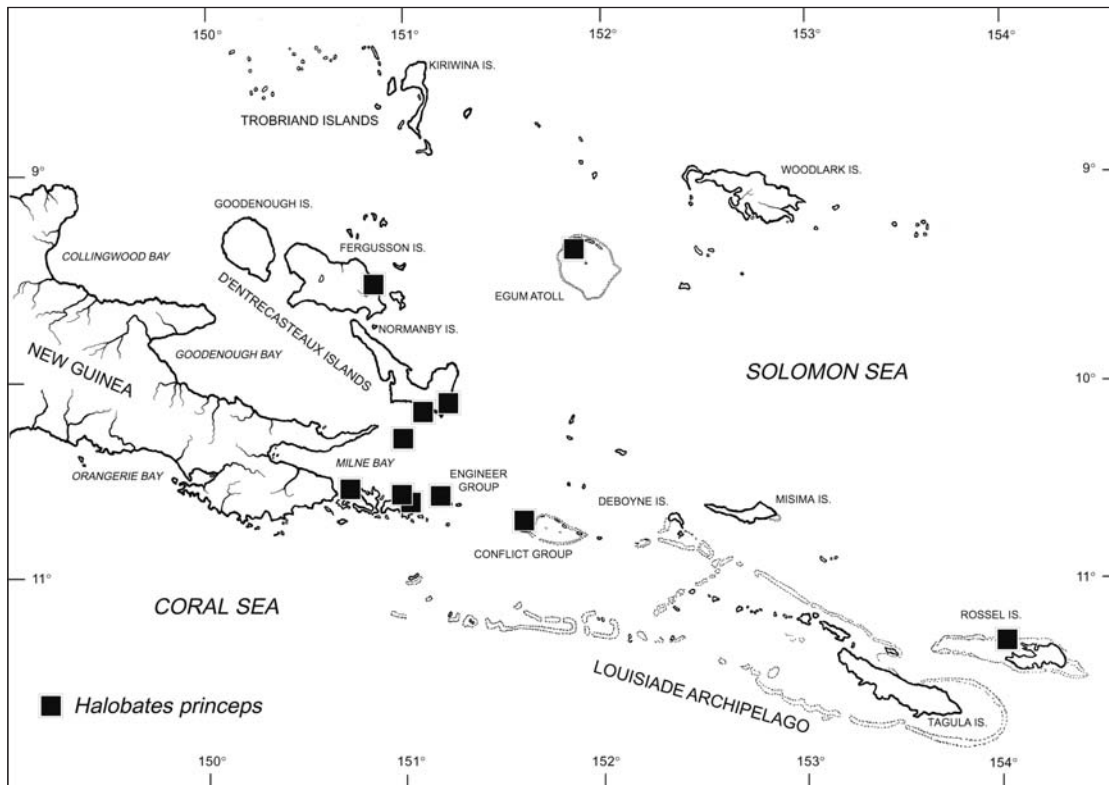 150° 151° 152° 153° 154°
KIRIWINA IS.
TROBRIAND ISLANDS
9° 9°
WOODLARK IS.
GOODENOUGH IS.
FERGUSSON IS.
COLLINGWOOD BAY
EGUM ATOLL
D'ENTRECASTEAUX ISLANDS
NORMANBY IS.
GOODENOUGH BAY
NEW GUINEA
SOLOMON SEA
10°
MILNE BAY
ENGINEER
GROUP
ORANGERIE BAY
DEBOYNE IS.
MISIMA IS.
CONFLICT GROUP
11° 11°
CORAL SEA
ROSSEL IS.
LOUISIADE ARCHIPELAGO
Halobates princeps
TAGULA IS.
150° 151° 152° 153° 154°